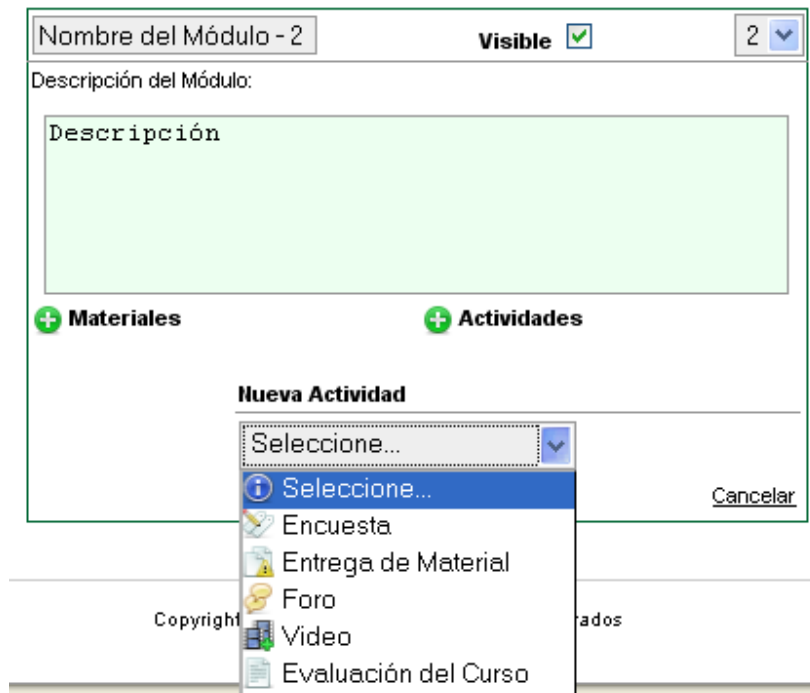 Nombre del Módulo - 2 Visible 2
Descripción del Módulo:
Descripción
Materiales Actividades
Nueva Actividad
Seleccione...
Seleccione...
Cancelar
Encuesta
Entrega de Material
Foro
Copyright
Video
Evaluación del Curso